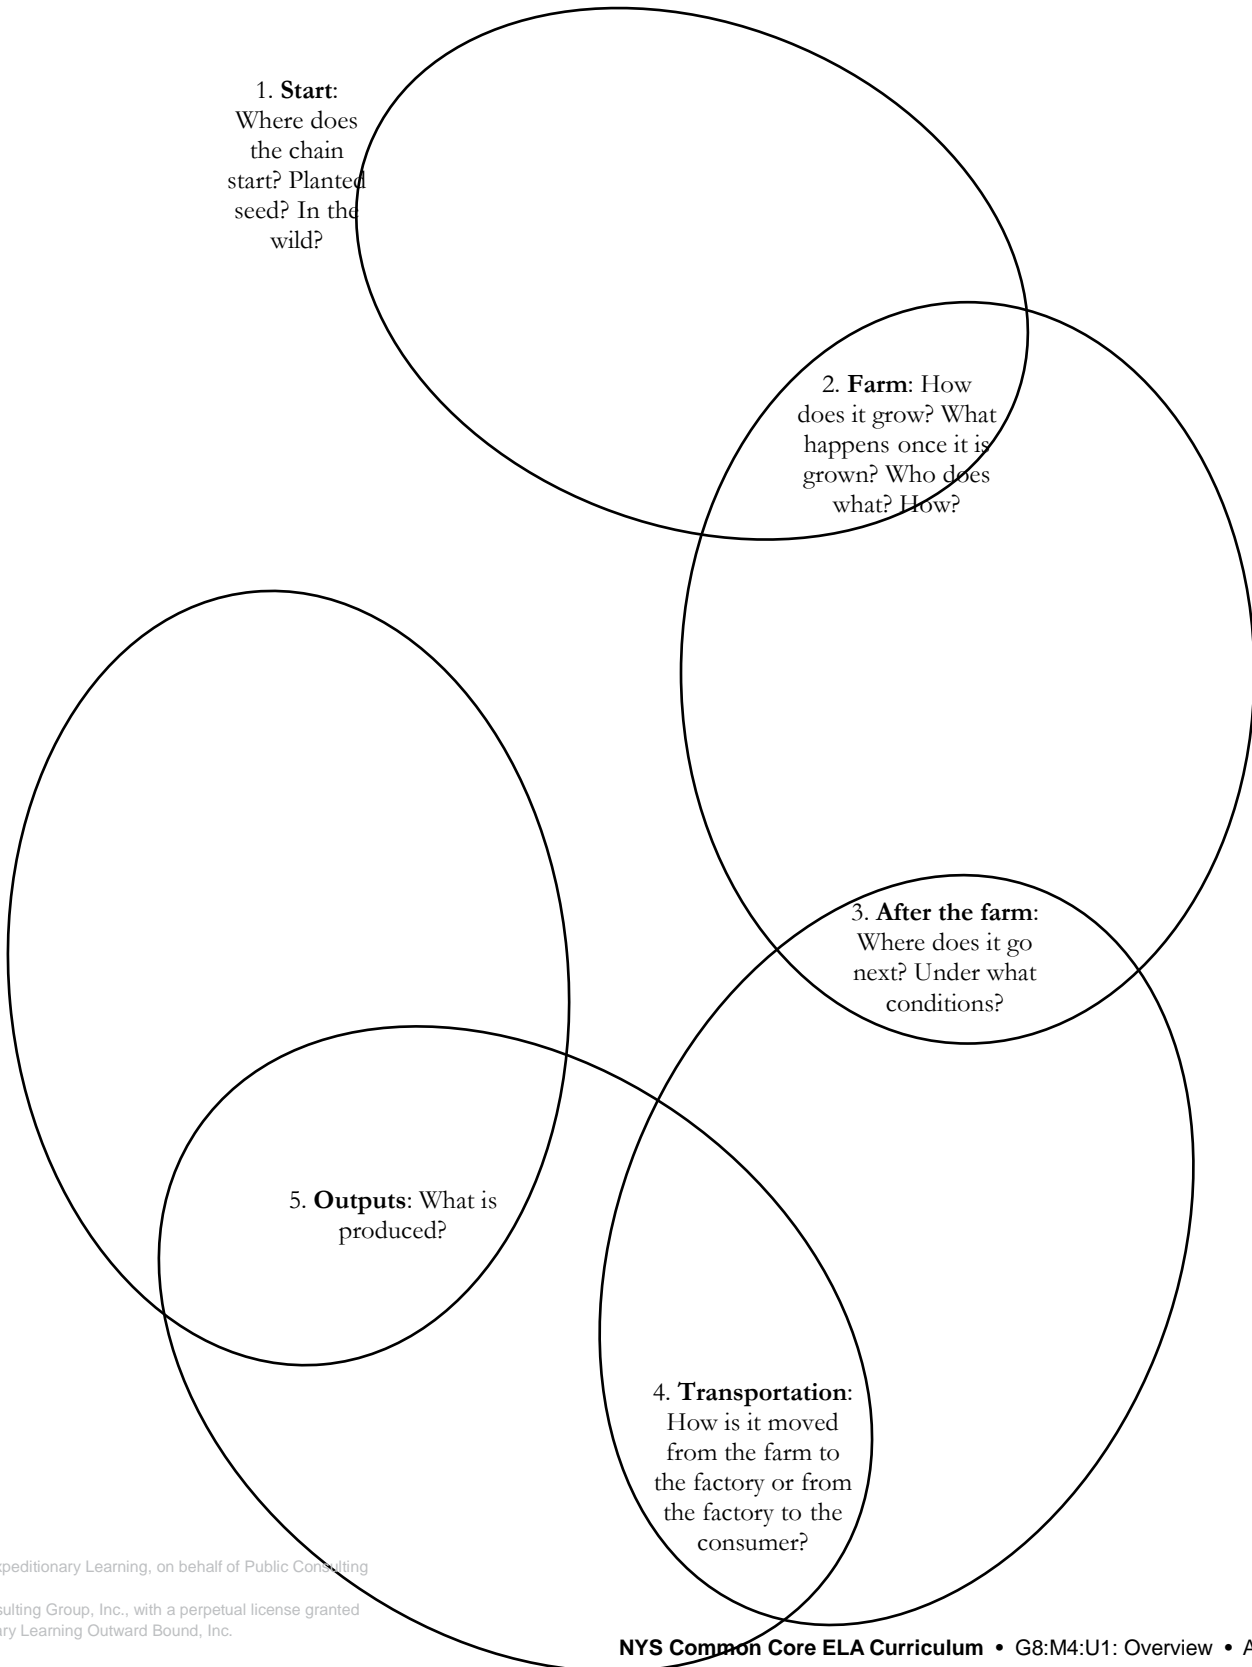 1. Start:
Where does
the chain
start? Planted
seed? In the
wild?
2. Farm: How
does it grow? What
happens once it is
grown? Who does
what? How?
3. After the farm:
Where does it go
next? Under what
conditions?
5. Outputs: What is
produced?
4. Transportation:
How is it moved
from the farm to
the factory or from
the factory to the
consumer?
Learning, on behalf of Public Consulting
Group, Inc., with a perpetual license granted
Learning Outward Bound, Inc.
NYS Common Core ELA Curriculum • G8:M4:U1: Overview •